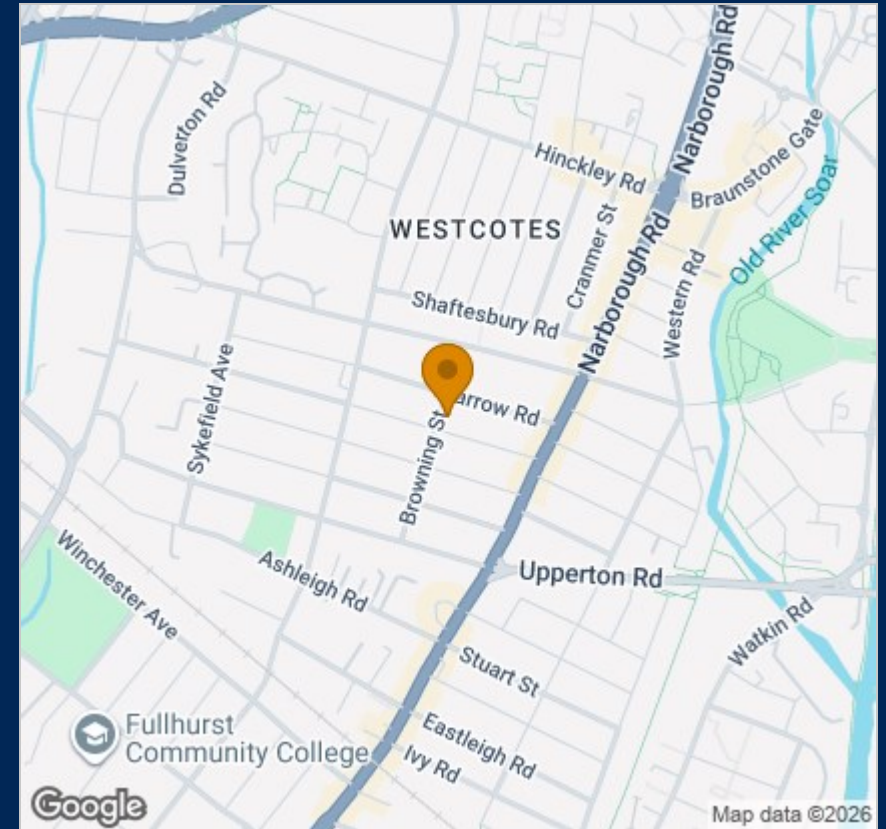 Narborough Rd
Dulverton Rd
Hinckley Rd
Braunstone Gate
Old River Soar
WESTCOTES
Cranmer St
Narborough Rd
Western Rd
Shaftesbury Rd
Sykefield Ave
arrow Rd
Browning St
Winchester Ave
Ashleigh Rd
Upperton Rd
Watkin Rd
Stuart St
Fullhurst
Community College
Eastleigh Rd
Ivy Rd
Google
Map data ©2026